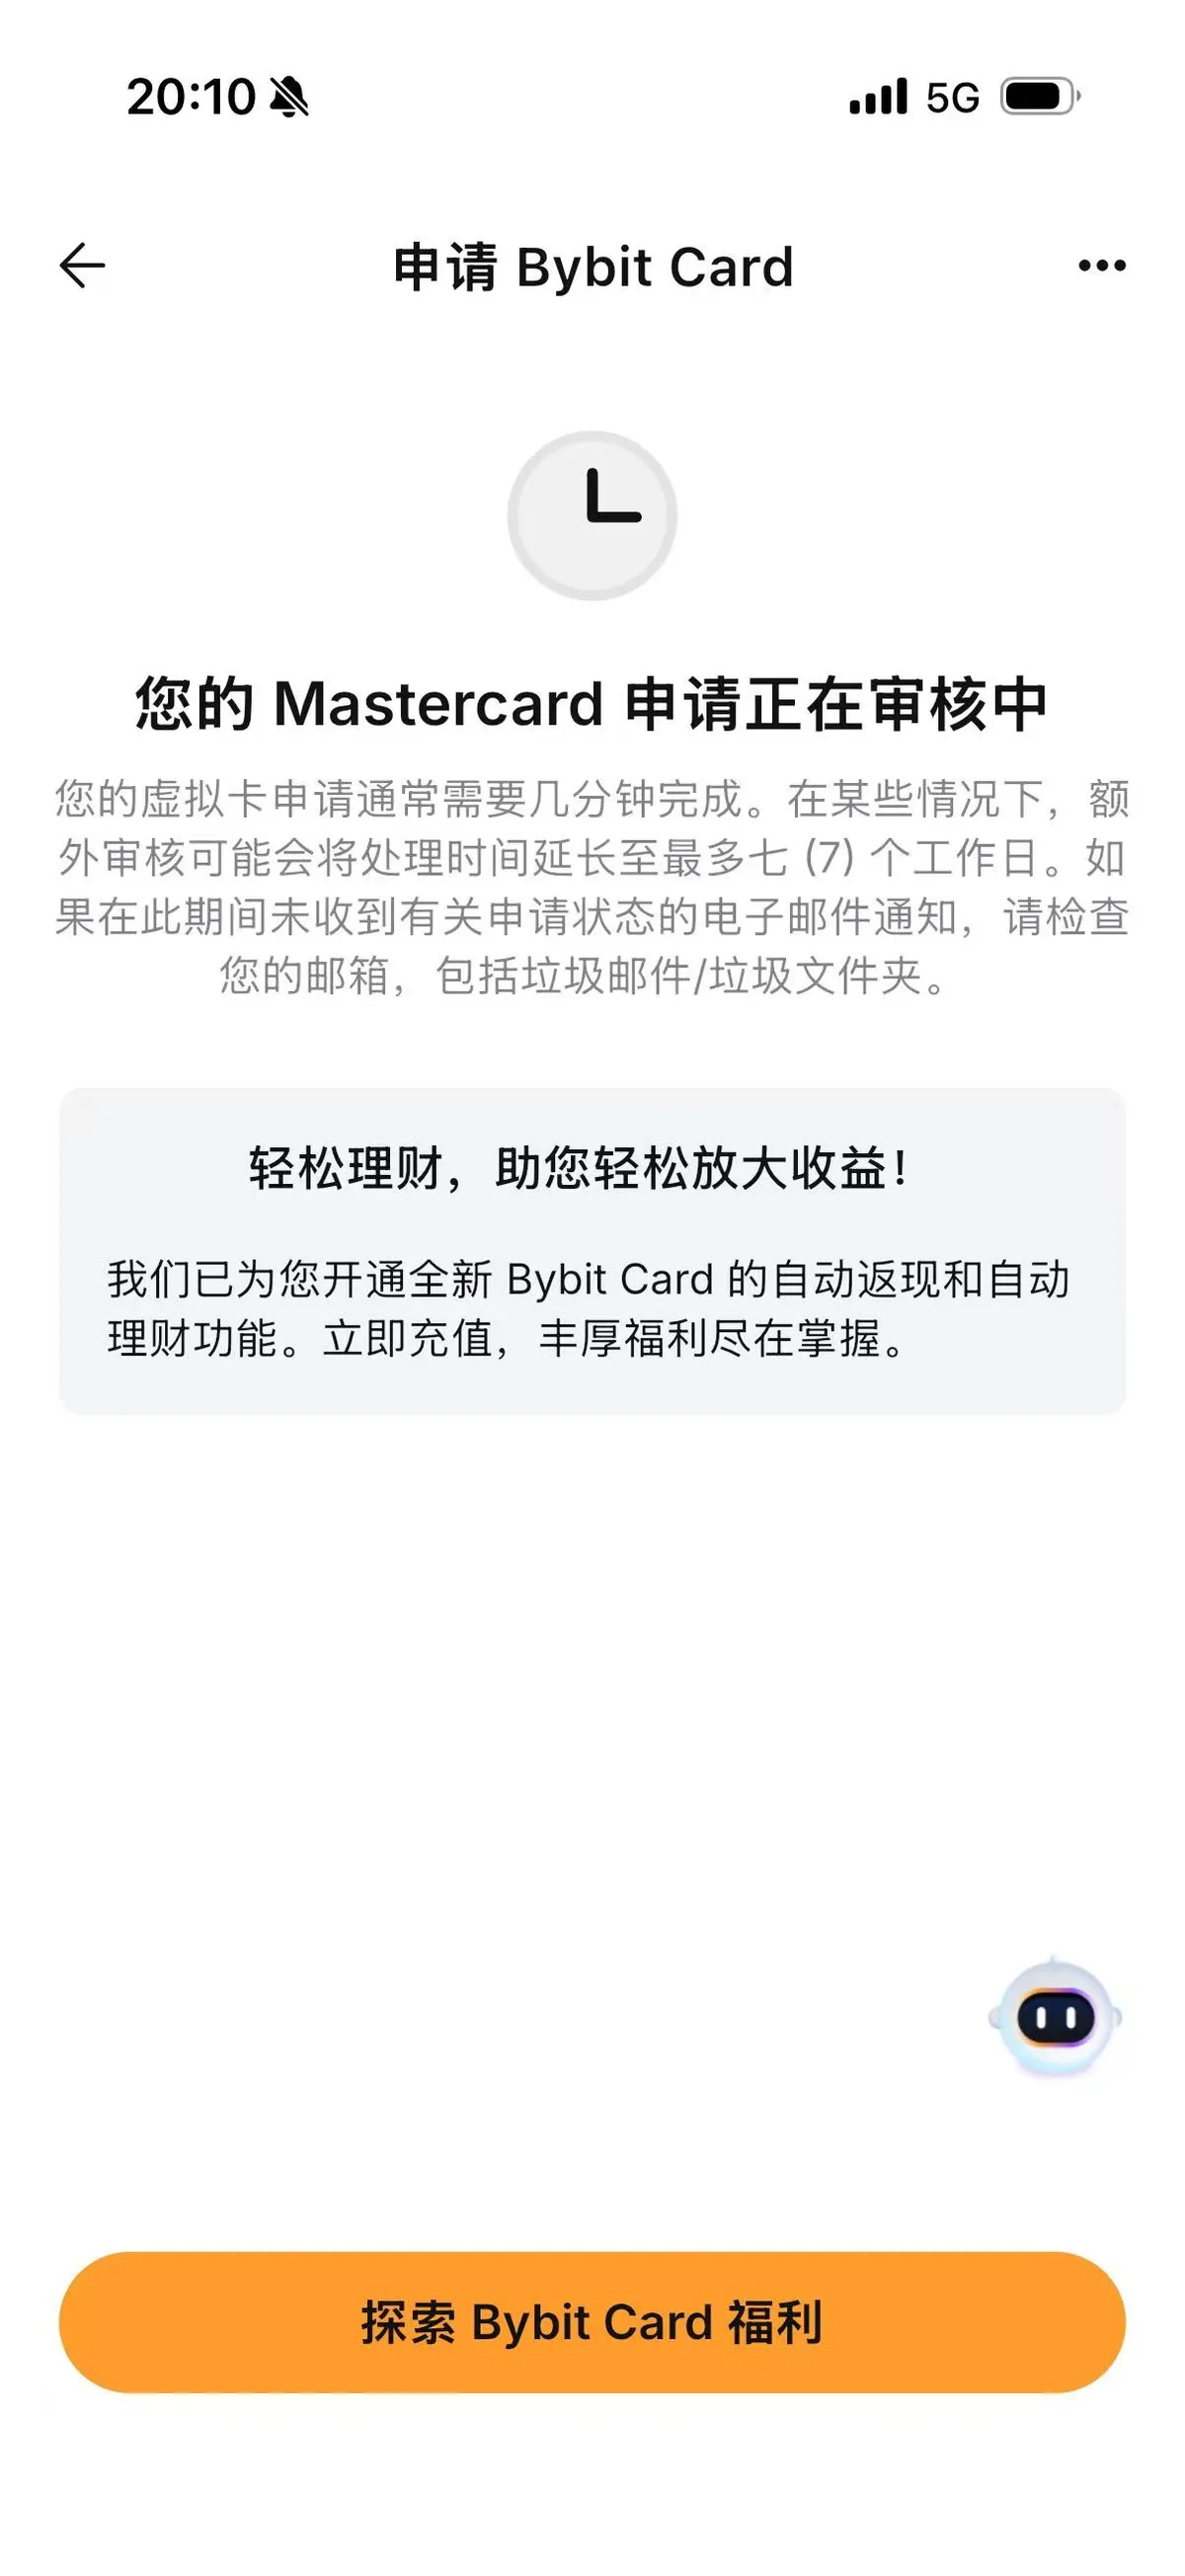 20:10
5G
申请 Bybit Card
您的 Mastercard 申请正在审核中
您的虚拟卡申请通常需要几分钟完成。在某些情况下，额
外审核可能会将处理时间延长至最多七 (7) 个工作日。如
果在此期间未收到有关申请状态的电子邮件通知，请检查
您的邮箱，包括垃圾邮件/垃圾文件夹。
轻松理财，助您轻松放大收益！
我们已为您开通全新 Bybit Card 的自动返现和自动
理财功能。立即充值，丰厚福利尽在掌握。
探索 Bybit Card 福利